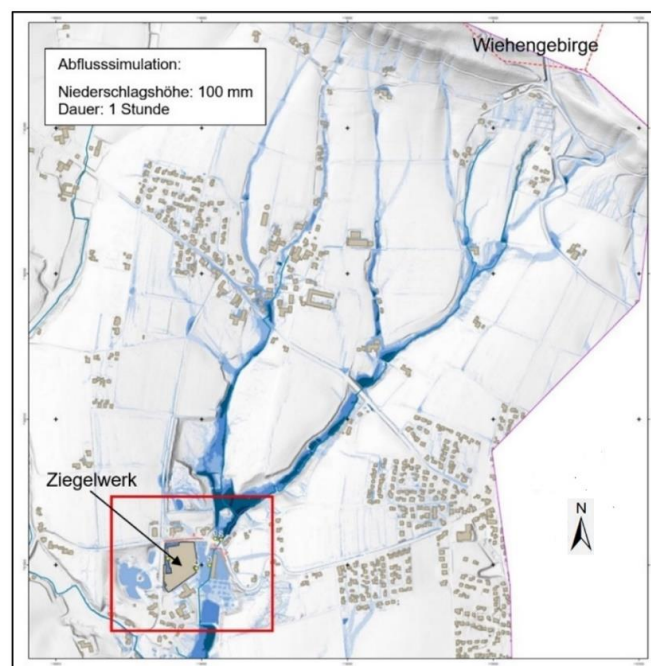 Wiehengebirge
Abflusssimulation:
Niederschlagshöhe: 100 mm
Dauer: 1 Stunde
Ziegelwerk
N